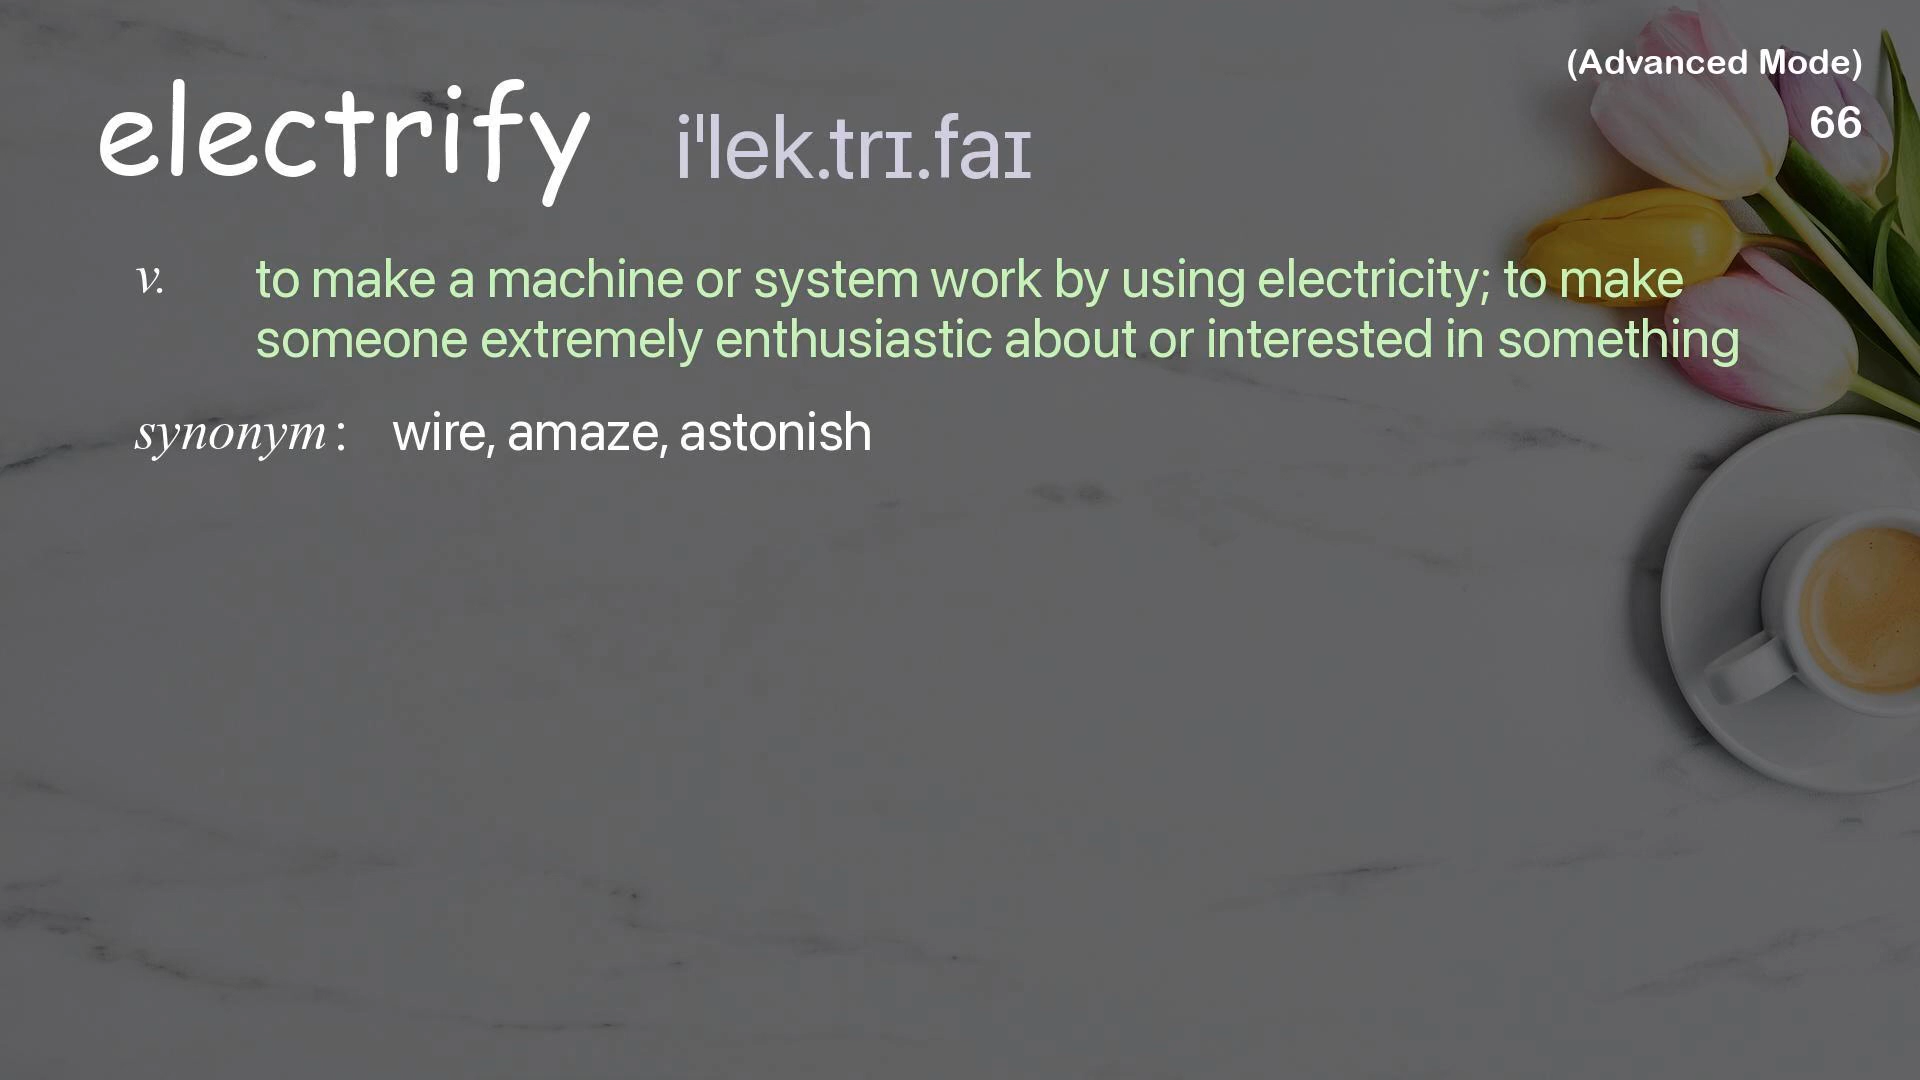 (Advanced Mode)
66
electrify iˈlek.trɪ.faɪ
v. to make a machine or system work by using electricity; to make
someone extremely enthusiastic about or interested in something
synonym: wire, amaze, astonish